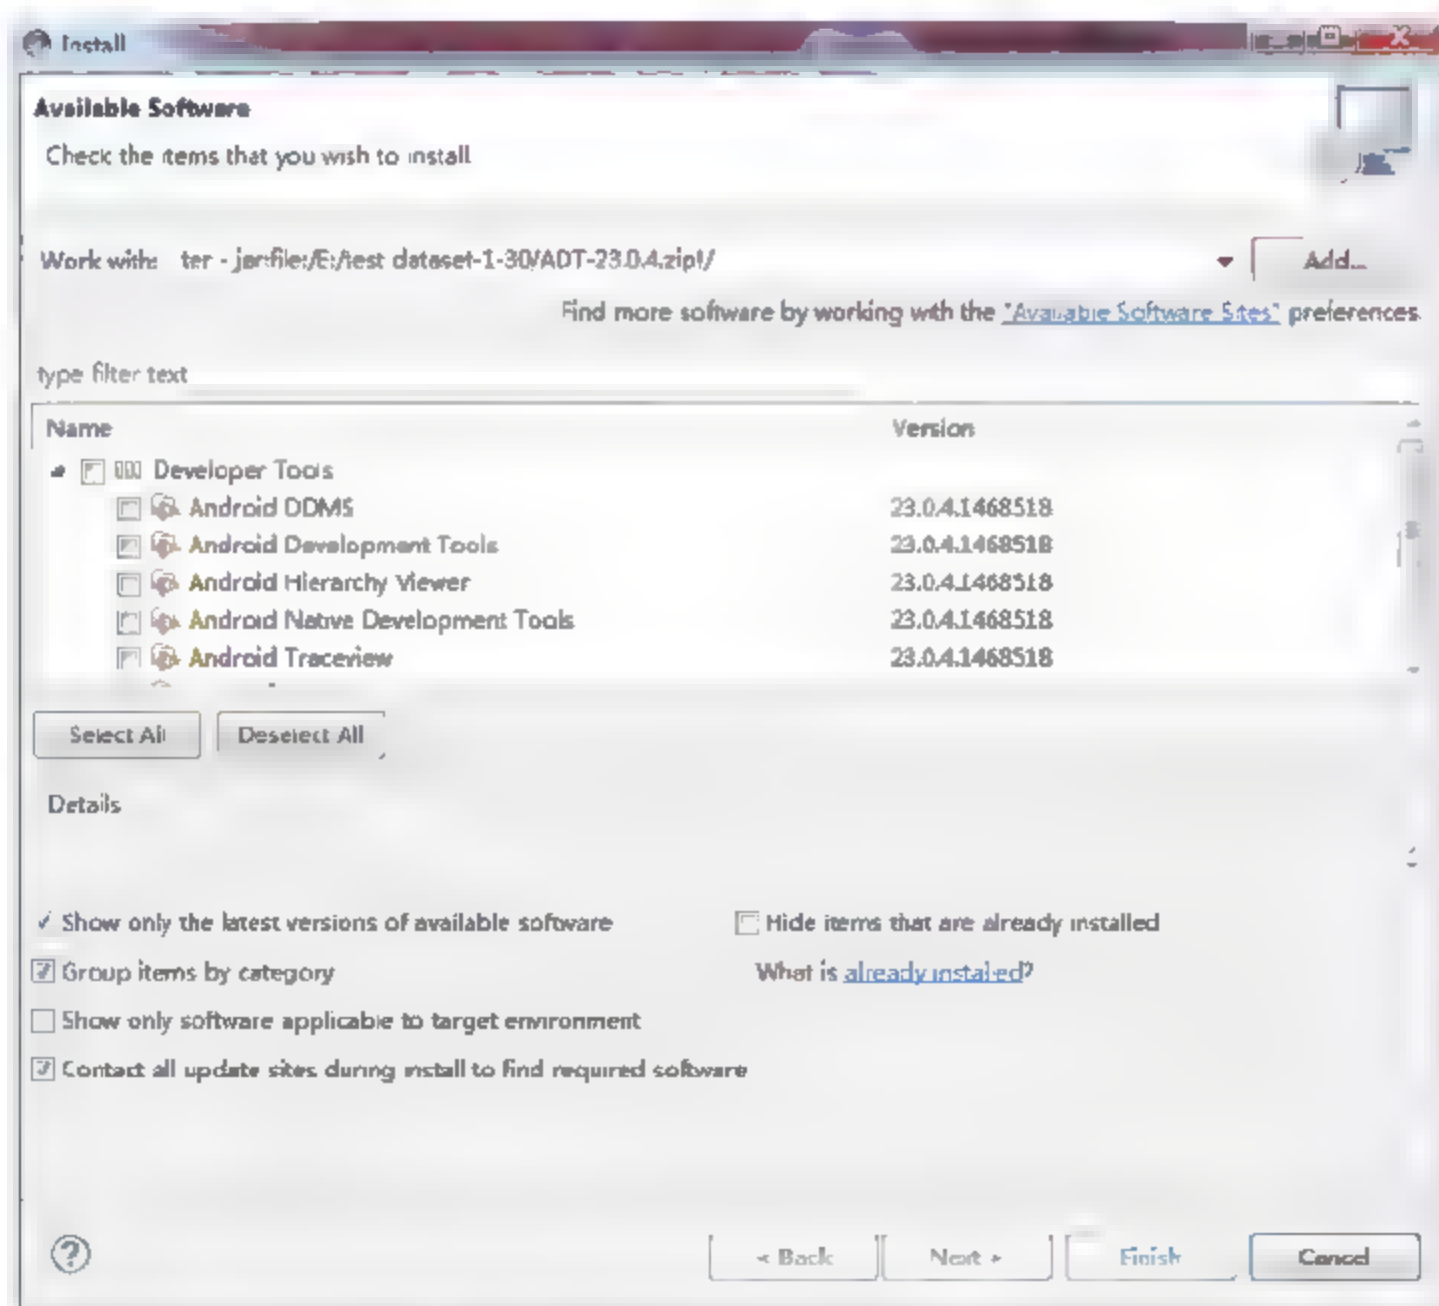 Install
Available Software
Check the items that you wish to install
Work with: ter - jar:file:/E:/test dataset-1-30/ADT-23.0.4.zip!/ Add...
Find more software by working with the "Available Software Sites" preferences.
type filter text
Name Version
Developer Tools
Android DDMS 23.0.4.1468518
Android Development Tools 23.0.4.1468518
Android Hierarchy Viewer 23.0.4.1468518
Android Native Development Tools 23.0.4.1468518
Android Traceview 23.0.4.1468518
Select All Deselect All
Details
Show only the latest versions of available software Hide items that are already installed
Group items by category What is already installed?
Show only software applicable to target environment
Contact all update sites during install to find required software
? < Back Next > Finish Cancel